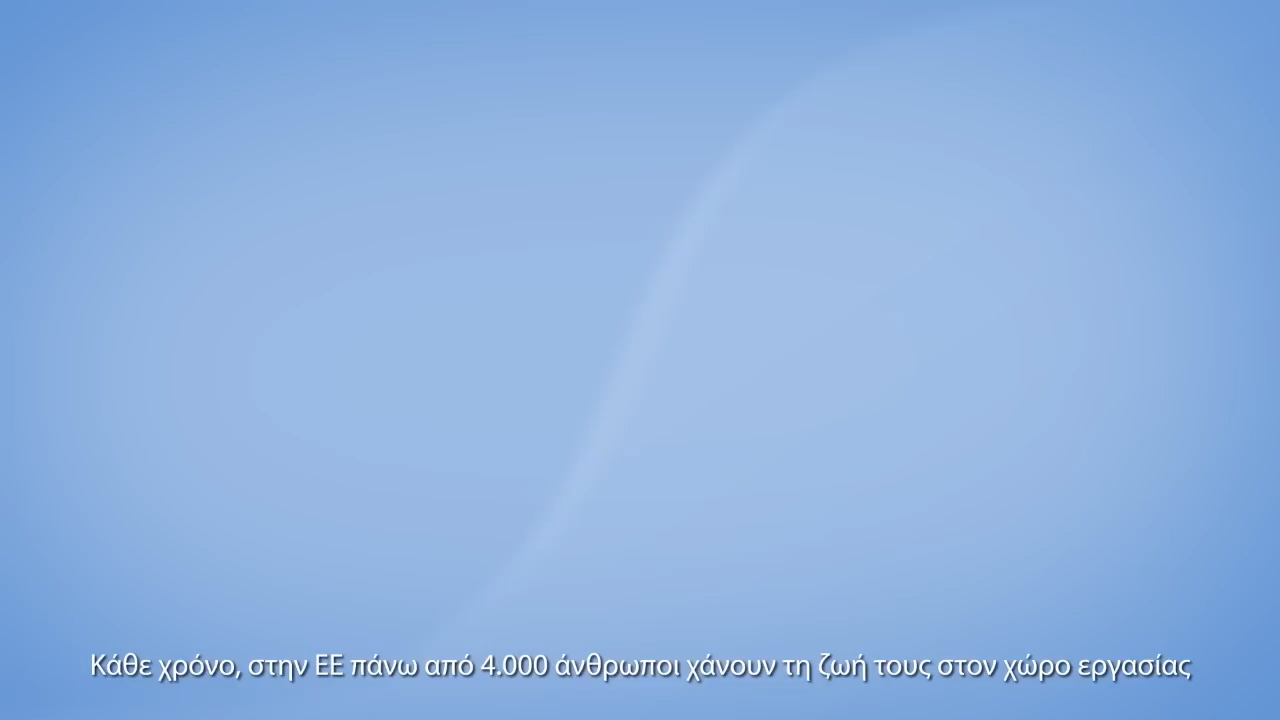 Κάθε χρόνο, στην ΕΕ πάνω από 4.000 άνθρωποι χάνουν τη ζωή τους στον χώρο εργασίας